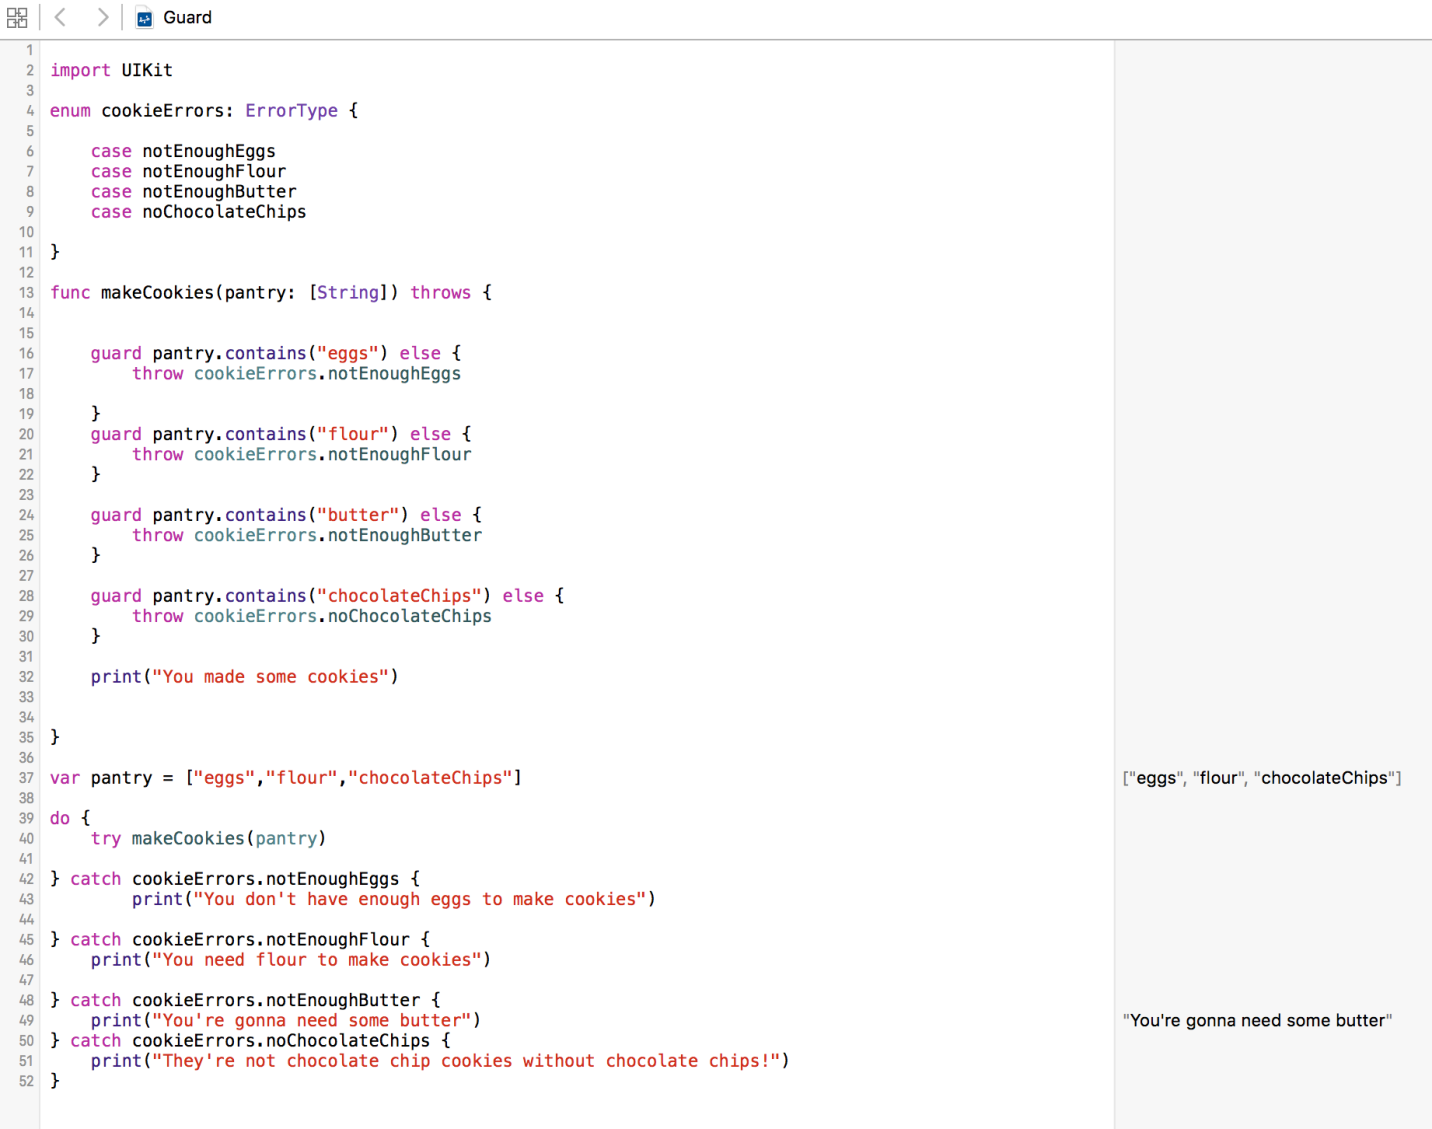 Guard
1
2 import UIKit
3
4 enum cookieErrors: ErrorType {
5
6     case notEnoughEggs
7     case notEnoughFlour
8     case notEnoughButter
9     case noChocolateChips
10
11 }
12
13 func makeCookies(pantry: [String]) throws {
14
15
16     guard pantry.contains("eggs") else {
17         throw cookieErrors.notEnoughEggs
18
19     }
20     guard pantry.contains("flour") else {
21         throw cookieErrors.notEnoughFlour
22     }
23
24     guard pantry.contains("butter") else {
25         throw cookieErrors.notEnoughButter
26     }
27
28     guard pantry.contains("chocolateChips") else {
29         throw cookieErrors.noChocolateChips
30     }
31
32     print("You made some cookies")
33
34
35 }
36
37 var pantry = ["eggs","flour","chocolateChips"] ["eggs", "flour", "chocolateChips"]
38
39 do {
40     try makeCookies(pantry)
41
42 } catch cookieErrors.notEnoughEggs {
43         print("You don't have enough eggs to make cookies")
44
45 } catch cookieErrors.notEnoughFlour {
46     print("You need flour to make cookies")
47
48 } catch cookieErrors.notEnoughButter {
49     print("You're gonna need some butter") "You're gonna need some butter"
50 } catch cookieErrors.noChocolateChips {
51     print("They're not chocolate chip cookies without chocolate chips!")
52 }